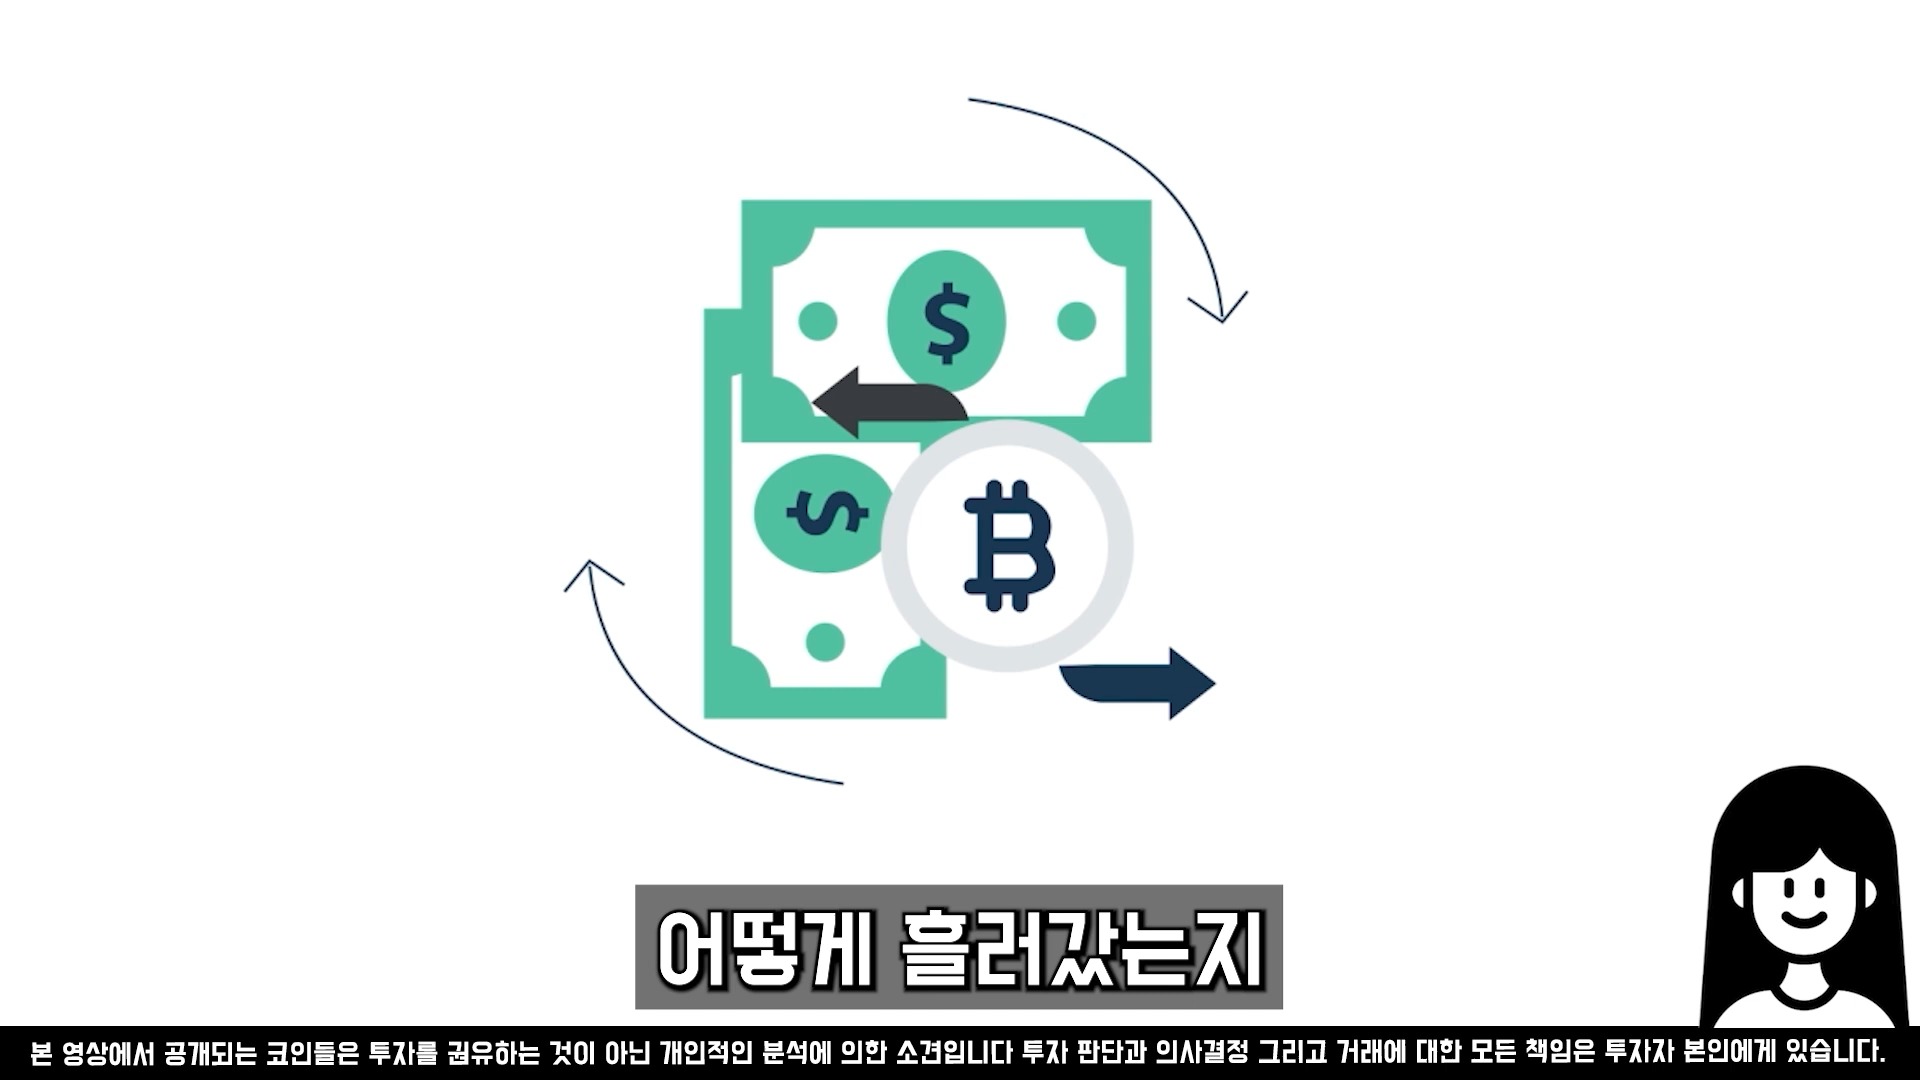 $
$
어떻게 흘러갔는지
본 영상에서 공개되는 코인들은 투자를 권유하는 것이 아닌 개인적인 분석에 의한 소견입니다 투자 판단과 의사결정 그리고 거래에 대한 모든 책임은 투자자 본인에게 있습니다.